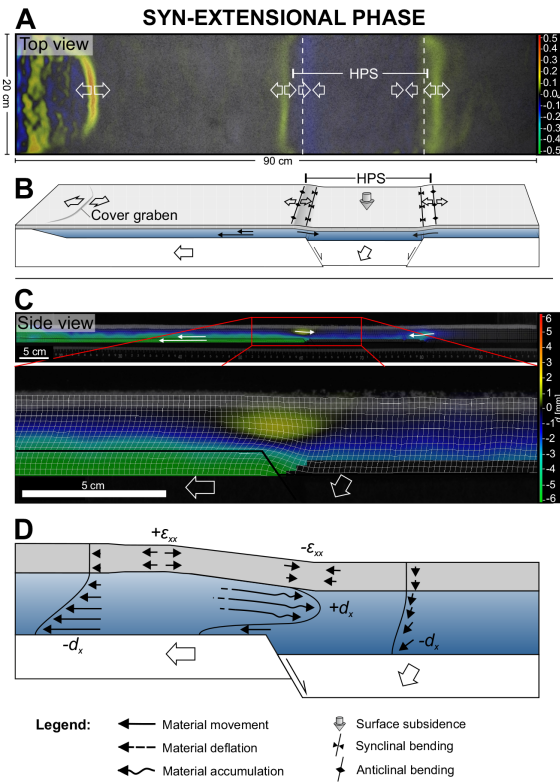 SYN-EXTENSIONAL PHASE
A
Top view
20 cm
HPS
90 cm
0.5
0.4
0.3
0.2
0.1
0.0
-0.1
-0.2
-0.3
-0.4
-0.5
B
HPS
Cover graben
C
Side view
5 cm
5 cm
6
5
4
3
2
1
0
-1
-2
-3
-4
-5
-6
D
+εxx
-εxx
+dx
-dx
-dx
Legend:
Material movement
Material deflation
Material accumulation
Surface subsidence
Synclinal bending
Anticlinal bending